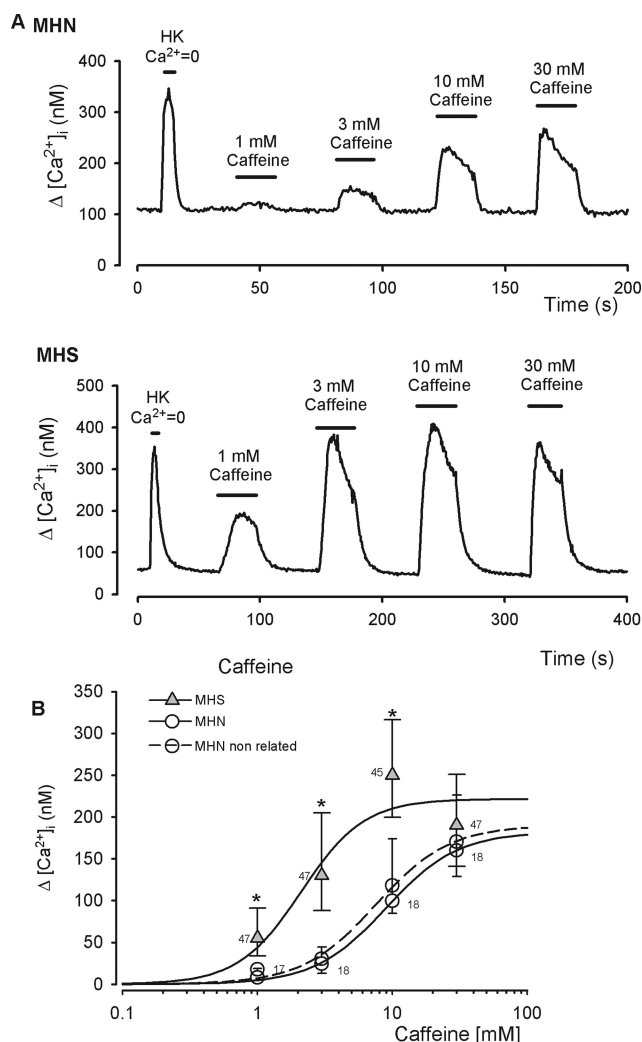 A MHN
HK
Ca²⁺=0
1 mM
Caffeine
3 mM
Caffeine
10 mM
Caffeine
30 mM
Caffeine
Δ [Ca²⁺]ᵢ (nM)
400
300
200
100
0
0 50 100 150 200
Time (s)
MHS
HK
Ca²⁺=0
1 mM
Caffeine
3 mM
Caffeine
10 mM
Caffeine
30 mM
Caffeine
Δ [Ca²⁺]ᵢ (nM)
500
400
300
200
100
0
0 100 200 300 400
Time (s)
Caffeine
B
MHS
MHN
MHN non related
Δ [Ca²⁺]ᵢ (nM)
350
300
250
200
150
100
50
0
*
*
*
47
47
45
47
17
18
18
18
0.1 1 10 100
Caffeine [mM]